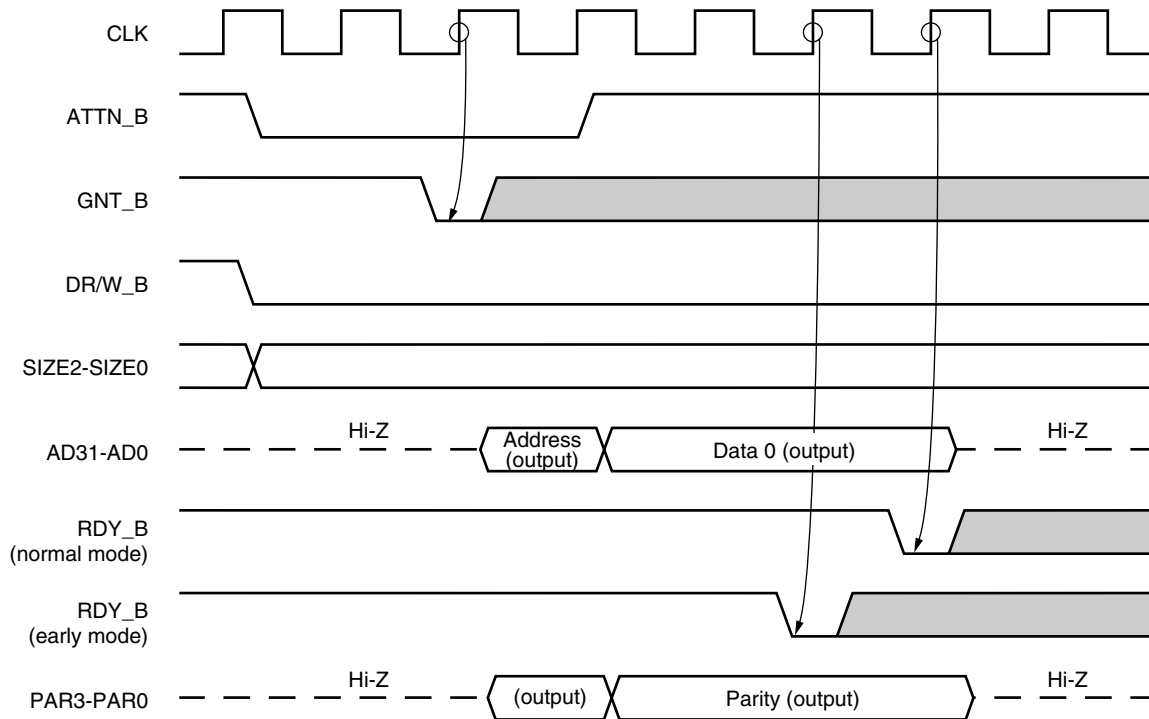 CLK
ATTN_B
GNT_B
DR/W_B
SIZE2-SIZE0
AD31-AD0
Hi-Z
Address
(output)
Data 0 (output)
Hi-Z
RDY_B
(normal mode)
RDY_B
(early mode)
PAR3-PAR0
Hi-Z
(output)
Parity (output)
Hi-Z